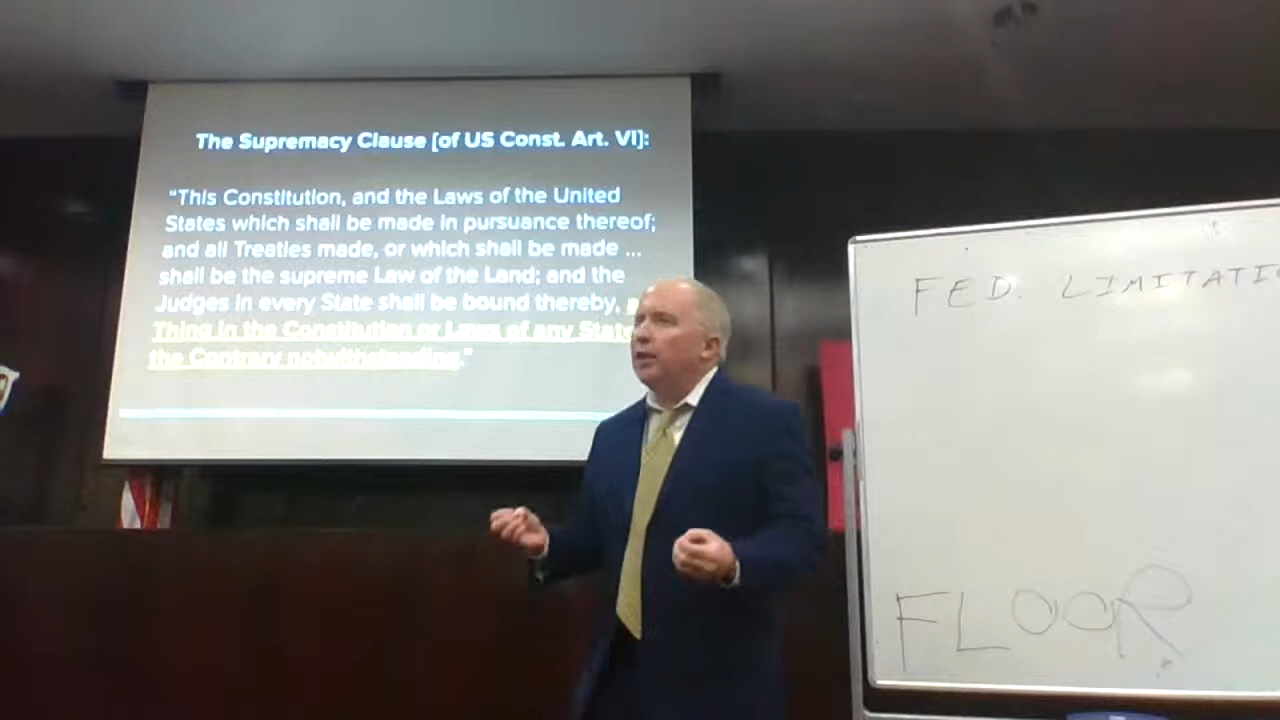 The Supremacy Clause [of US Const. Art. VI]:
"This Constitution, and the Laws of the United
States which shall be made in pursuance thereof;
and all Treaties made, or which shall be made ...
shall be the supreme Law of the Land; and the
Judges in every State shall be bound thereby,
Thing in the Constitution or Laws of any State
the Contrary notwithstanding."
FED. LIMITATIO
FLOOR